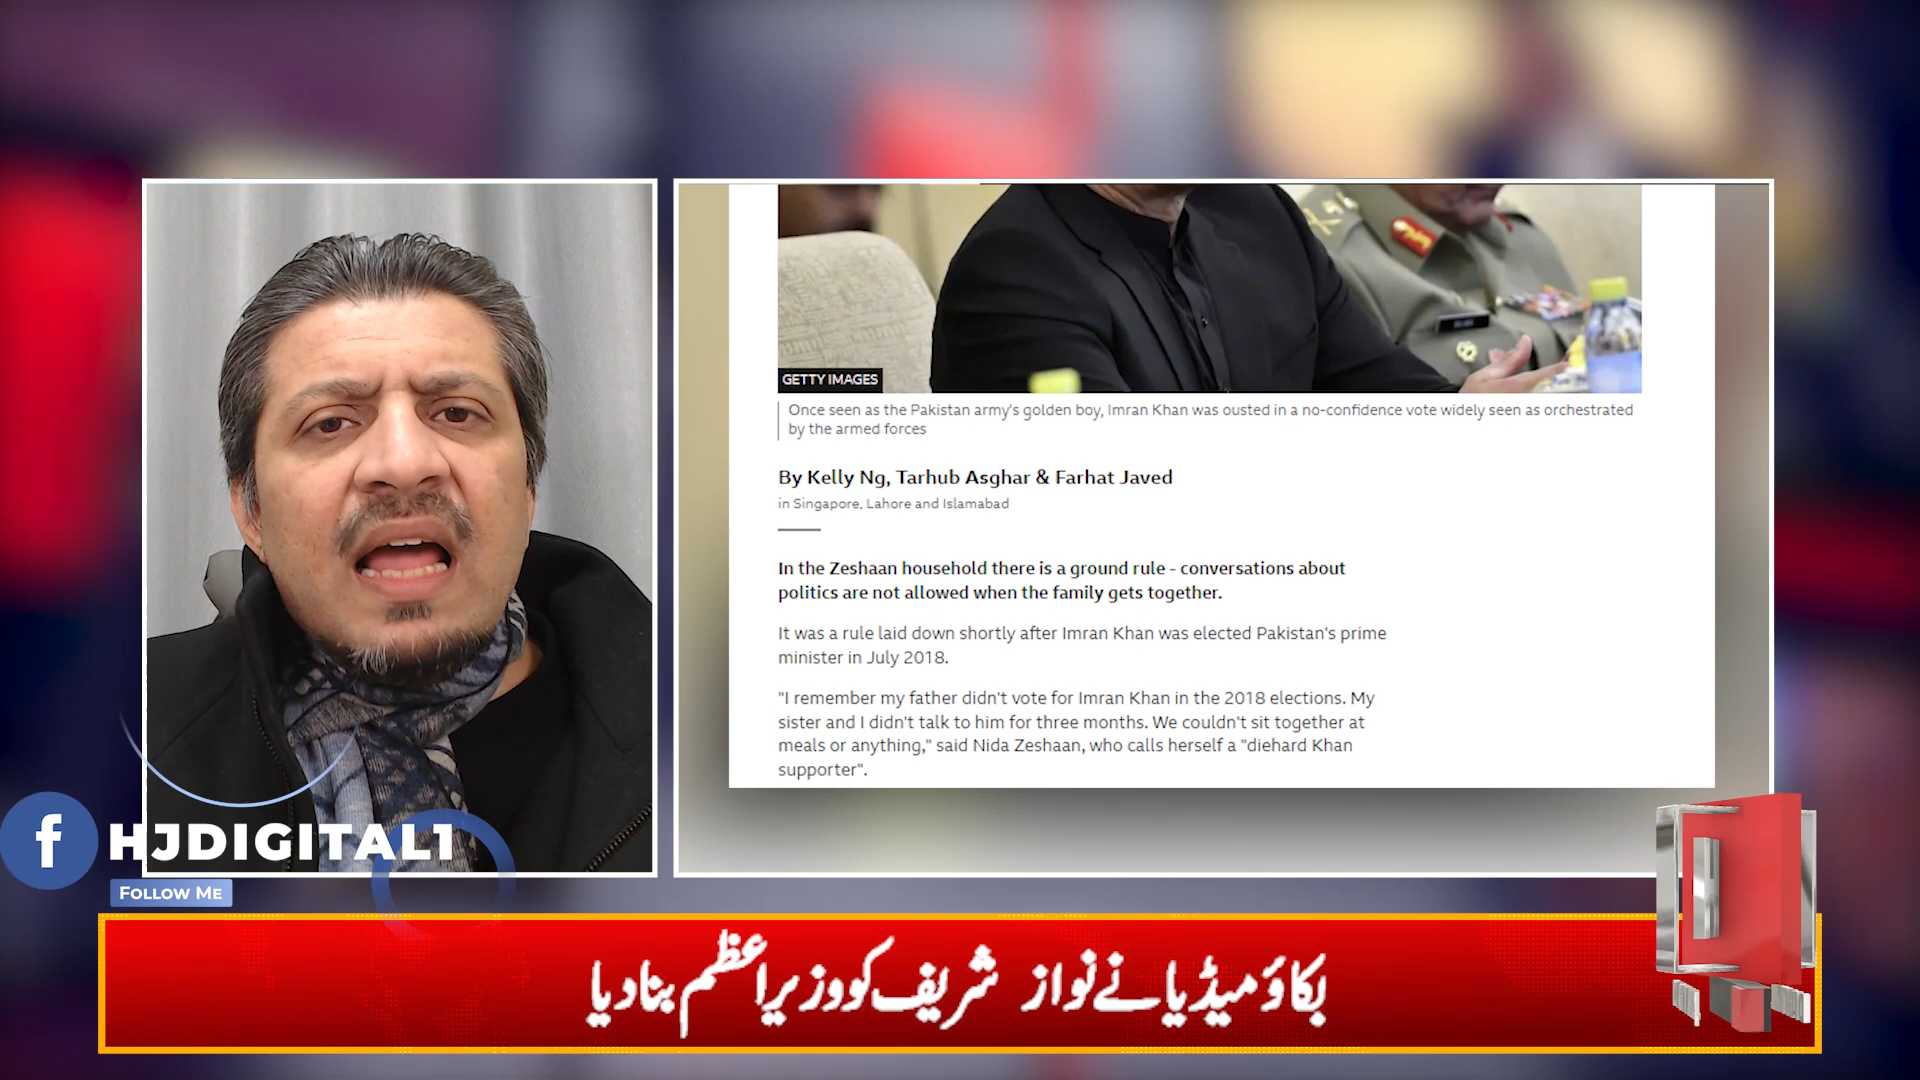 GETTY IMAGES
Once seen as the Pakistan army's golden boy, Imran Khan was ousted in a no-confidence vote widely seen as orchestrated
by the armed forces
By Kelly Ng, Tarhub Asghar & Farhat Javed
in Singapore, Lahore and Islamabad
In the Zeshaan household there is a ground rule - conversations about
politics are not allowed when the family gets together.
It was a rule laid down shortly after Imran Khan was elected Pakistan's prime
minister in July 2018.
"I remember my father didn't vote for Imran Khan in the 2018 elections. My
sister and I didn't talk to him for three months. We couldn't sit together at
meals or anything," said Nida Zeshaan, who calls herself a "diehard Khan
supporter".
f HJDIGITAL1
FOLLOW ME
بکاؤ میڈیا نے نواز شریف کو وزیراعظم بنا دیا